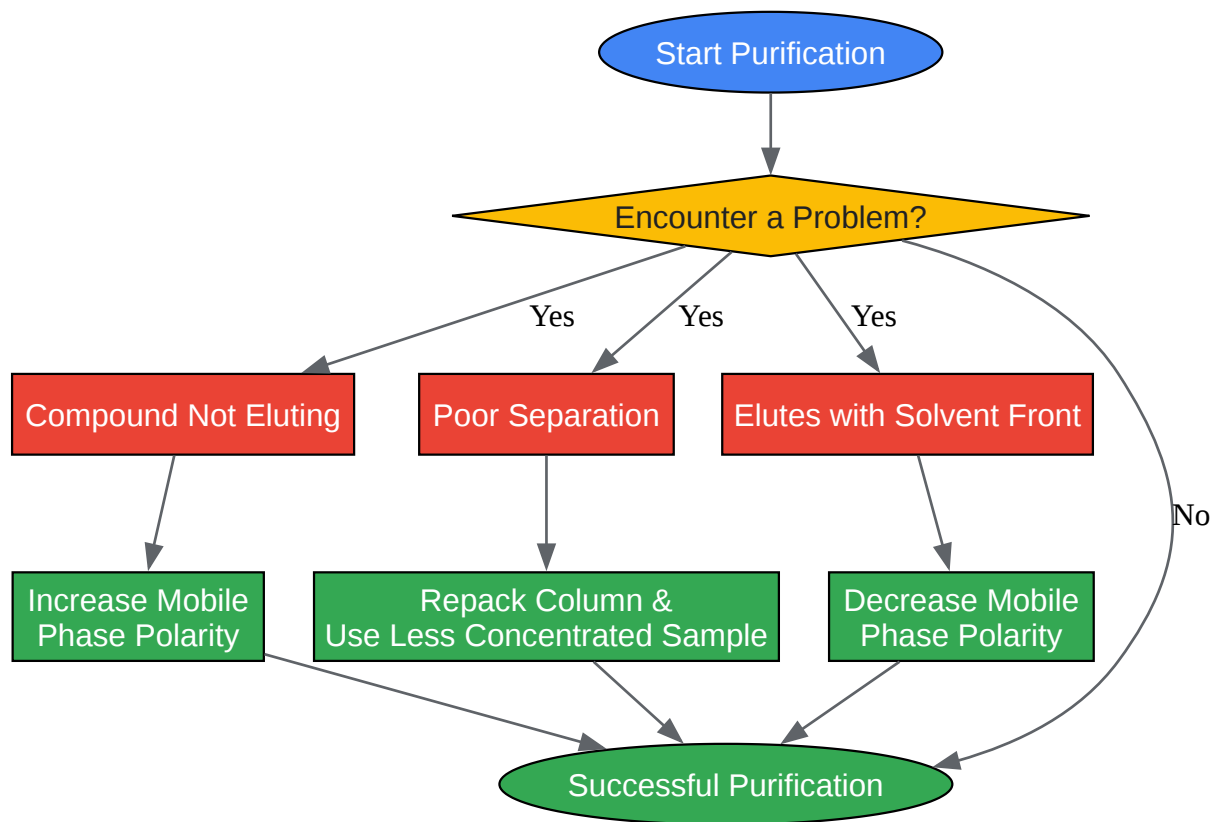 Start Purification
Encounter a Problem?
Yes
Yes
Yes
Compound Not Eluting
Poor Separation
Elutes with Solvent Front
No
Increase Mobile
Phase Polarity
Repack Column &
Use Less Concentrated Sample
Decrease Mobile
Phase Polarity
Successful Purification